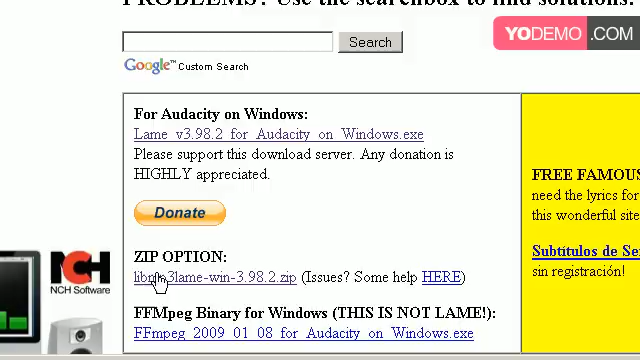 PROBLEMS? Use the searchbox to find solutions.
Search
YODEMO.COM
Google™ Custom Search
For Audacity on Windows:
Lame_v3.98.2_for_Audacity_on_Windows.exe
Please support this download server. Any donation is
HIGHLY appreciated.
Donate
ZIP OPTION:
libmp3lame-win-3.98.2.zip (Issues? Some help HERE)
FFMpeg Binary for Windows (THIS IS NOT LAME!):
FFmpeg_2009_01_08_for_Audacity_on_Windows.exe
FREE FAMOUS
need the lyrics for
this wonderful site
Subtítulos de Se
sin registración!
NCH
NCH Software